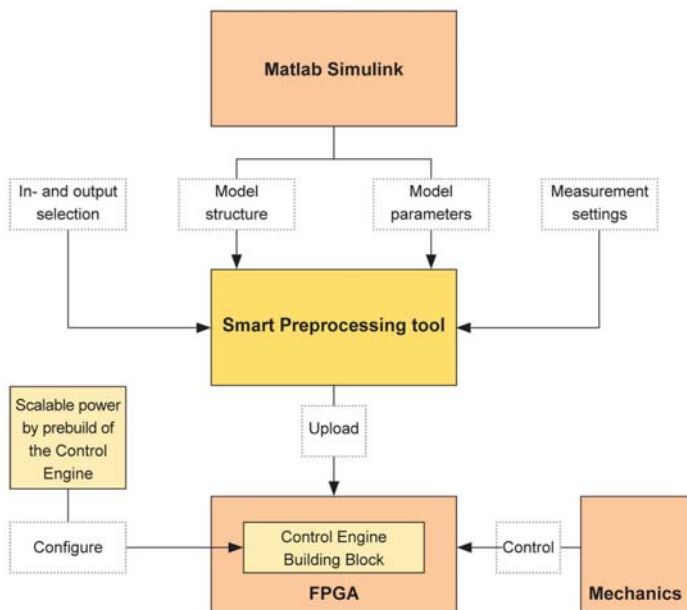 Matlab Simulink
In- and output
selection
Model
structure
Model
parameters
Measurement
settings
Smart Preprocessing tool
Scalable power
by prebuild of
the Control
Engine
Upload
Configure
Control Engine
Building Block
FPGA
Control
Mechanics